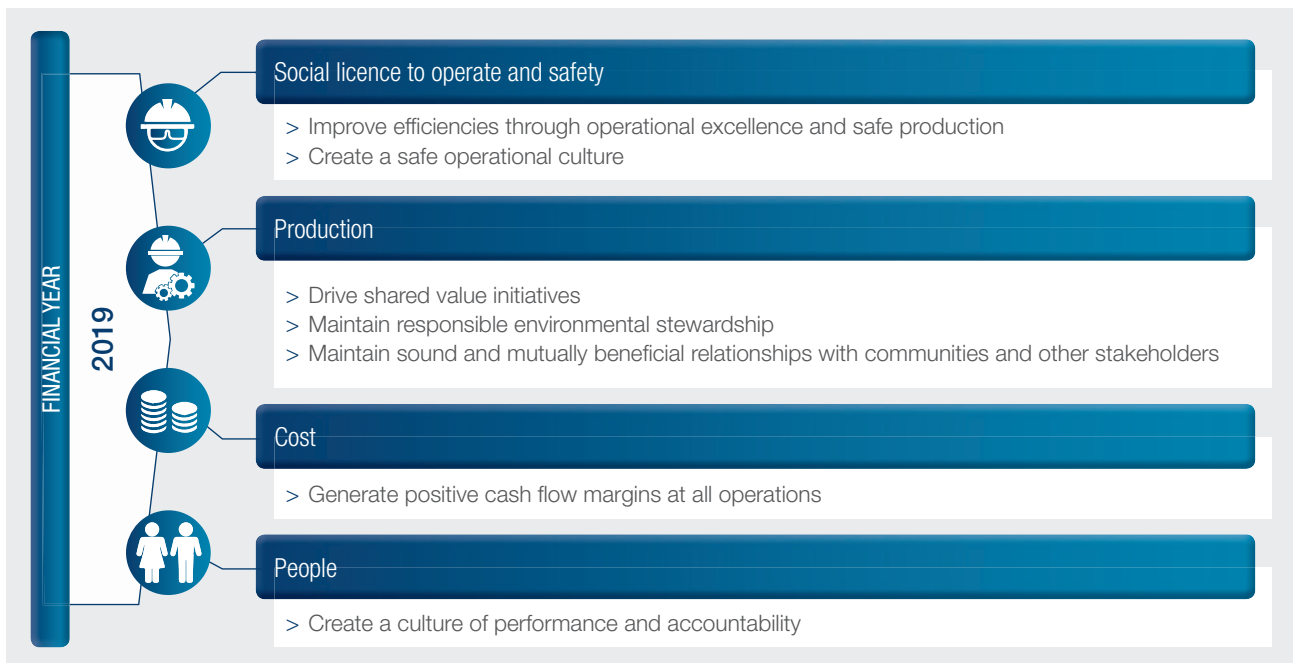 FINANCIAL YEAR
2019
Social licence to operate and safety
> Improve efficiencies through operational excellence and safe production
> Create a safe operational culture
Production
> Drive shared value initiatives
> Maintain responsible environmental stewardship
> Maintain sound and mutually beneficial relationships with communities and other stakeholders
Cost
> Generate positive cash flow margins at all operations
People
> Create a culture of performance and accountability